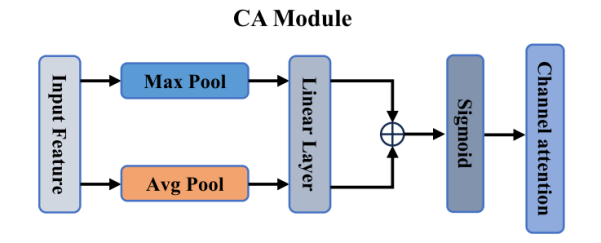 CA Module
Input Feature
Max Pool
Avg Pool
Linear Layer
Sigmoid
Channel attention